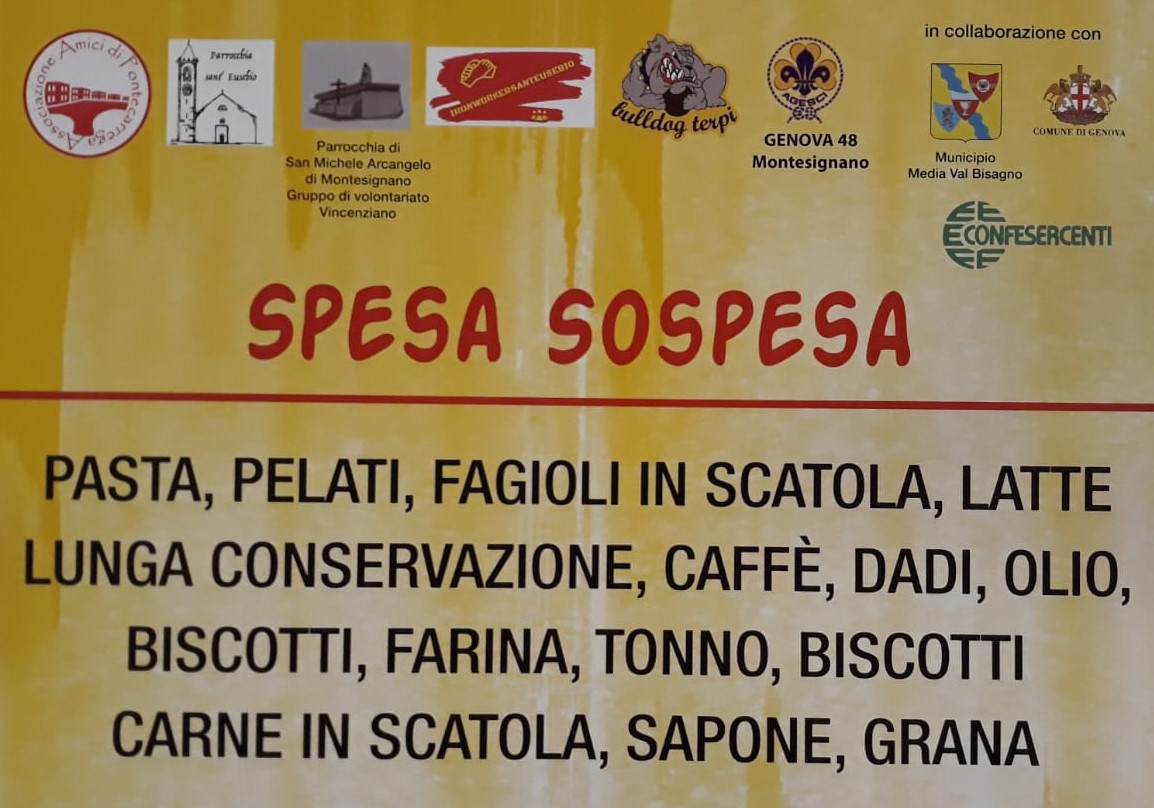 Associazione Amici di Pontecarrega
Parrocchia
sant' Eusebio
Parrocchia di
San Michele Arcangelo
di Montesignano
Gruppo di volontariato
Vincenziano
IRONWORKERSANTEUSEBIO
bulldog terpi
AGESCI
GENOVA 48
Montesignano
in collaborazione con
Municipio
Media Val Bisagno
COMUNE DI GENOVA
CONFESERCENTI
SPESA SOSPESA
PASTA, PELATI, FAGIOLI IN SCATOLA, LATTE
LUNGA CONSERVAZIONE, CAFFÈ, DADI, OLIO,
BISCOTTI, FARINA, TONNO, BISCOTTI
CARNE IN SCATOLA, SAPONE, GRANA